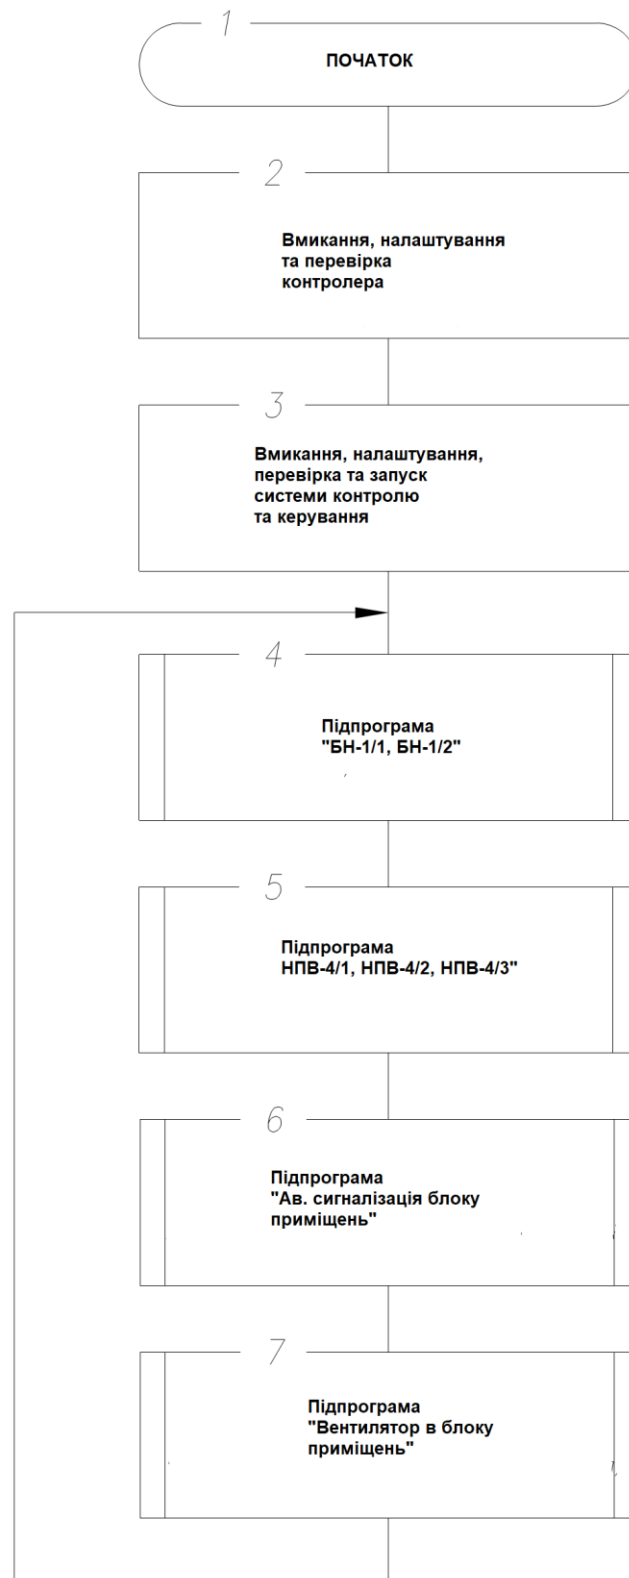 1
ПОЧАТОК
2
Вмикання, налаштування
та перевірка
контролера
3
Вмикання, налаштування,
перевірка та запуск
системи контролю
та керування
4
Підпрограма
"БН-1/1, БН-1/2"
5
Підпрограма
НПВ-4/1, НПВ-4/2, НПВ-4/3"
6
Підпрограма
"Ав. сигналізація блоку
приміщень"
7
Підпрограма
"Вентилятор в блоку
приміщень"